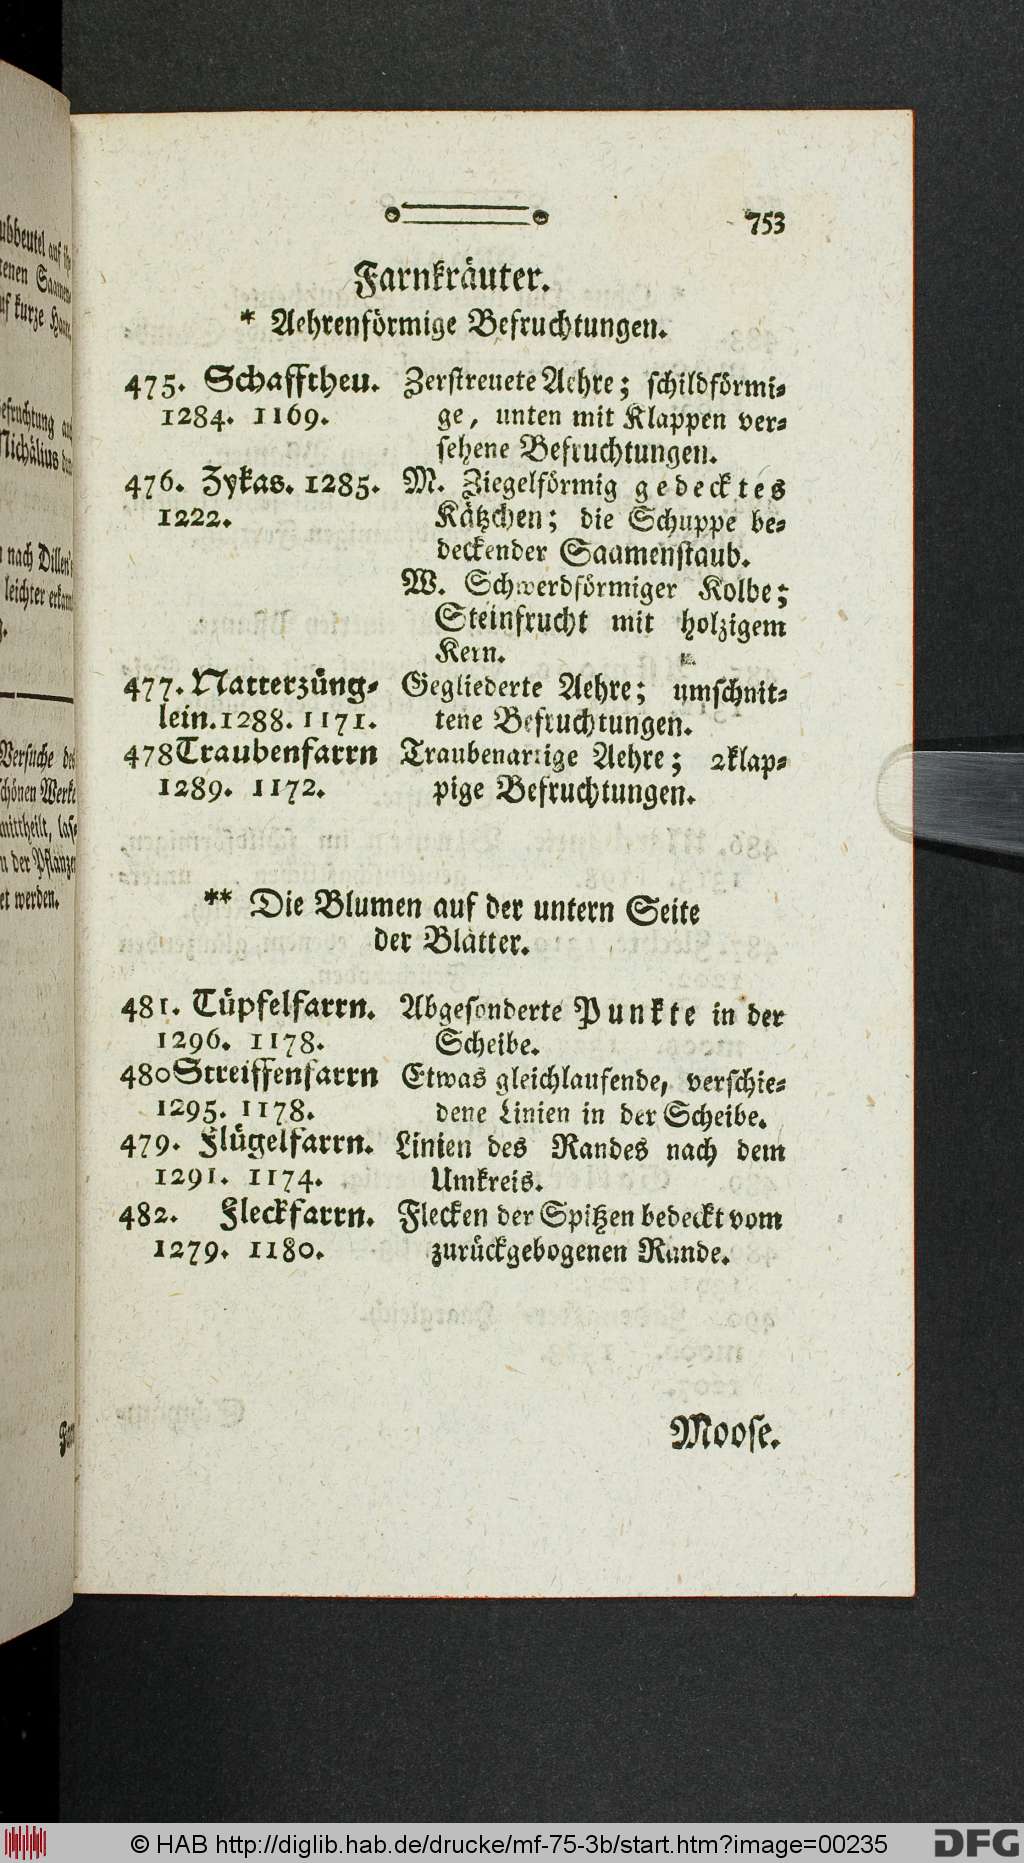 753
Farnkräuter.
* Aehrenförmige Befruchtungen.
475. Schafftheu. Zerstreuete Aehre; schildförmi-
1284. 1169. ge, unten mit Klappen ver-
sehene Befruchtungen.
476. Zykas. 1285. M. Ziegelförmig gedecktes
1222. Kätzchen; die Schuppe be-
deckender Saamenstaub.
W. Schwerdförmiger Kolbe;
Steinfrucht mit holzigem
Kern.
477. Natterzüng- Gegliederte Aehre; umschnit-
lein. 1288. 1171. tene Befruchtungen.
478 Traubenfarrn Traubenartige Aehre; 2klap-
1289. 1172. pige Befruchtungen.
** Die Blumen auf der untern Seite
der Blätter.
481. Tüpfelfarrn. Abgesonderte Punkte in der
1296. 1178. Scheibe.
480 Streiffenfarrn Etwas gleichlaufende, verschie-
1295. 1178. dene Linien in der Scheibe.
479. Flügelfarrn. Linien des Randes nach dem
1291. 1174. Umkreis.
482. Fleckfarrn. Flecken der Spitzen bedeckt vom
1279. 1180. zurückgebogenen Rande.
Moose.
© HAB http://diglib.hab.de/drucke/mf-75-3b/start.htm?image=00235
DFG